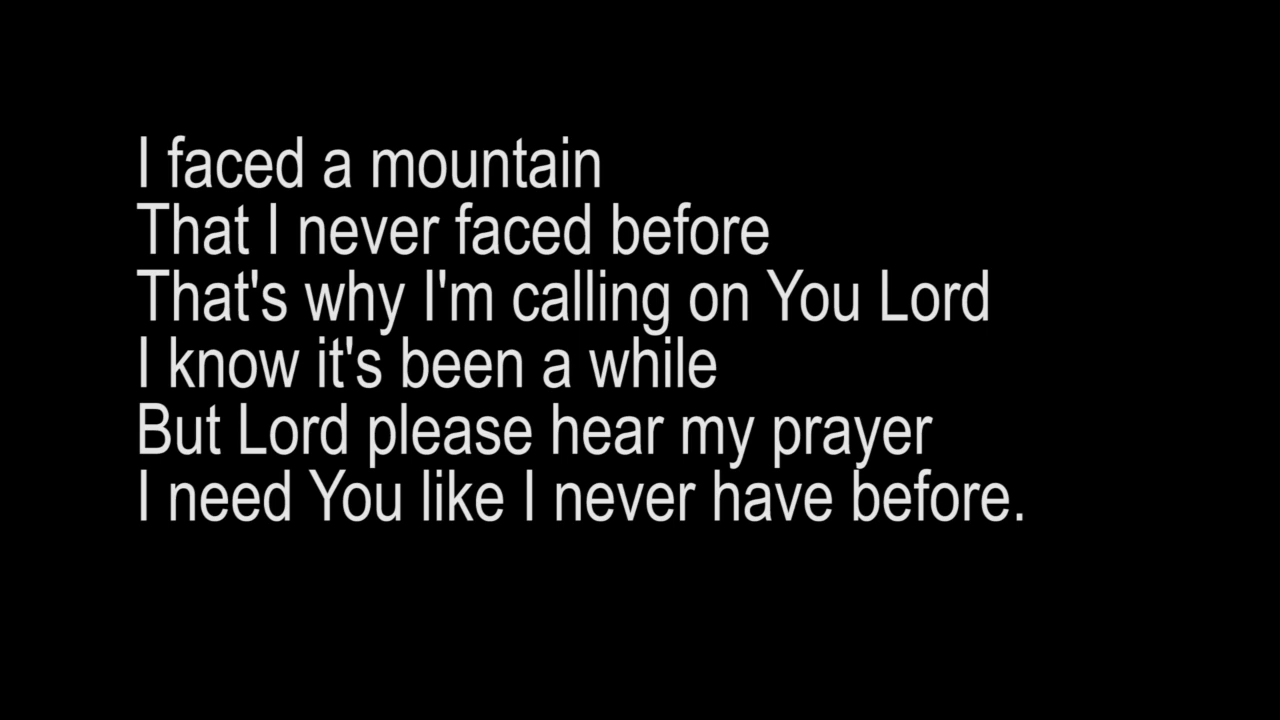 I faced a mountain
That I never faced before
That's why I'm calling on You Lord
I know it's been a while
But Lord please hear my prayer
I need You like I never have before.